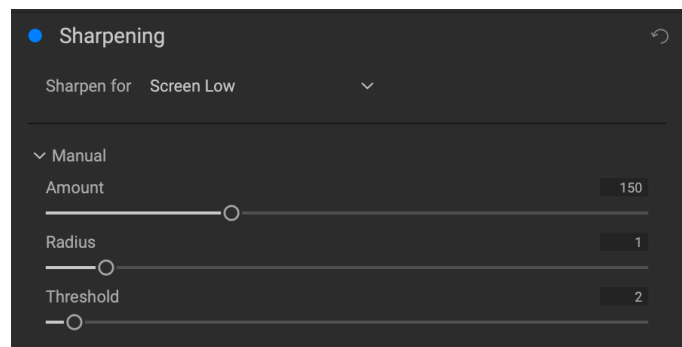 Sharpening
Sharpen for Screen Low
Manual
Amount 150
Radius 1
Threshold 2